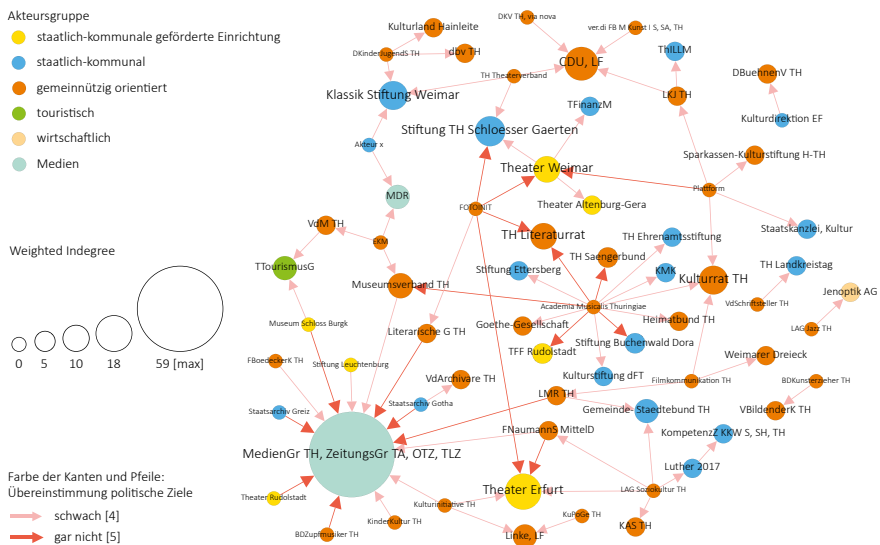 Akteursgruppe
staatlich-kommunale geförderte Einrichtung
staatlich-kommunal
gemeinnützig orientiert
touristisch
wirtschaftlich
Medien
Weighted Indegree
0 5 10 18 59 [max]
Farbe der Kanten und Pfeile:
Übereinstimmung politische Ziele
schwach [4]
gar nicht [5]
DKV TH, via nova
Kulturland Hainleite
ver.di FB M Kunst I S, SA, TH
DKinderJugendS TH
dbv TH
ThILLM
CDU, LF
TH Theaterverband
DBuehnenV TH
Klassik Stiftung Weimar
LKJ TH
TFinanzM
Kulturdirektion EF
Stiftung TH Schloesser Gaerten
Akteur x
Sparkassen-Kulturstiftung H-TH
Theater Weimar
Plattform
MDR
Theater Altenburg-Gera
FOTOINIT
VdM TH
Staatskanzlei, Kultur
EKM
TH Literaturrat
TH Ehrenamtsstiftung
TH Saengerbund
TTourismusG
Stiftung Ettersberg
KMK
TH Landkreistag
Museumsverband TH
Kulturrat TH
Jenoptik AG
Academia Musicalis Thuringiae
VdSchriftsteller TH
Museum Schloss Burgk
Goethe-Gesellschaft
Heimatbund TH
Literarische G TH
LAG Jazz TH
Stiftung Buchenwald Dora
TFF Rudolstadt
Weimarer Dreieck
FBoedeckerK TH
Stiftung Leuchtenburg
VdArchivare TH
Kulturstiftung dFT
Filmkommunikation TH
BDKunsterzieher TH
LMR TH
Staatsarchiv Greiz
Staatsarchiv Gotha
Gemeinde-Staedtebund TH
VBildenderK TH
FNaumannS MittelD
KompetenzZ KKW S, SH, TH
MedienGr TH, ZeitungsGr TA, OTZ, TLZ
Luther 2017
Theater Erfurt
LAG Soziokultur TH
Theater Rudolstadt
Kulturinitiative TH
KuPoGe TH
KinderKultur TH
KAS TH
BDZupfmusiker TH
Linke, LF